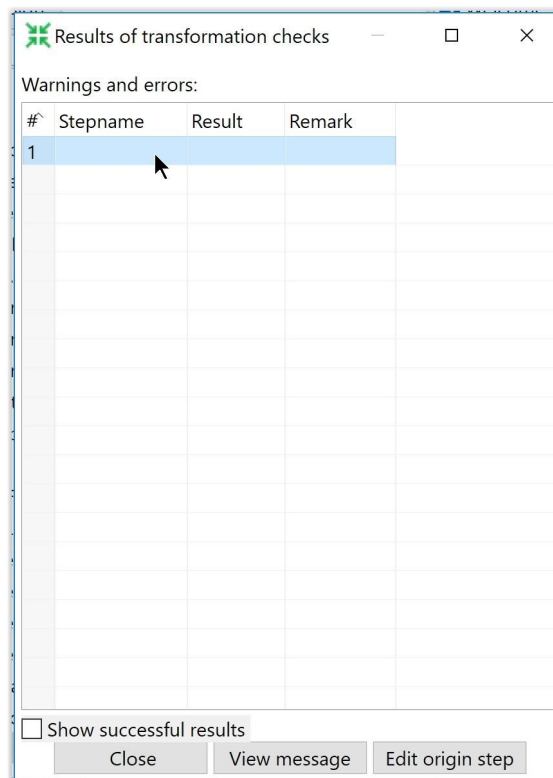 Results of transformation checks
Warnings and errors:
# Stepname Result Remark
1
Show successful results
Close View message Edit origin step